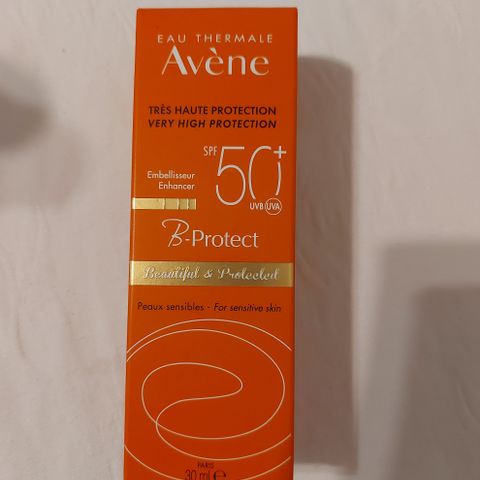 EAU THERMALE
Avène
TRÈS HAUTE PROTECTION
VERY HIGH PROTECTION
SPF 50+
Embellisseur
Enhancer
UVB UVA
B-Protect
Beautiful & Protected
Peaux sensibles - For sensitive skin
PARIS
30 ml e